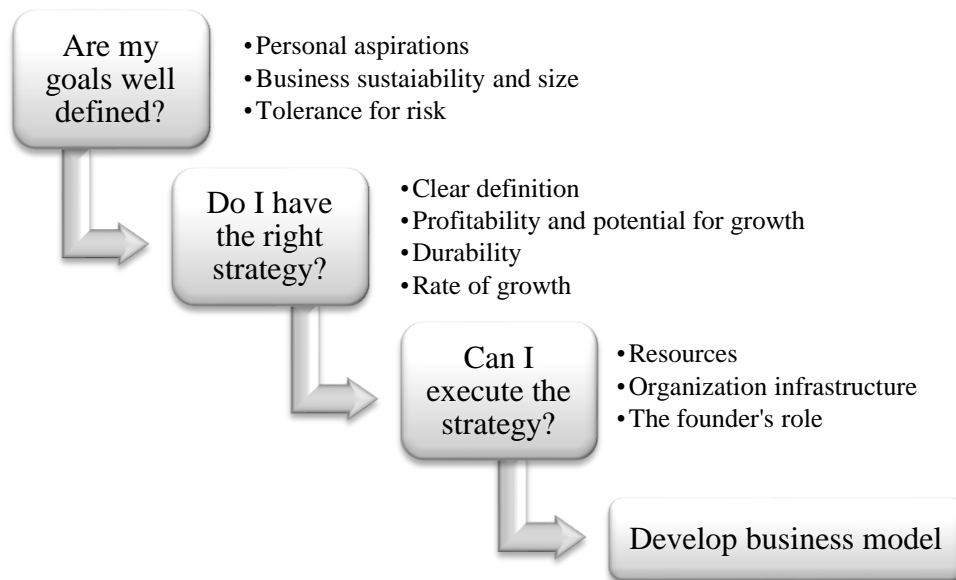 Are my
goals well
defined?
•Personal aspirations
•Business sustaiability and size
•Tolerance for risk
Do I have
the right
strategy?
•Clear definition
•Profitability and potential for growth
•Durability
•Rate of growth
Can I
execute the
strategy?
•Resources
•Organization infrastructure
•The founder's role
Develop business model